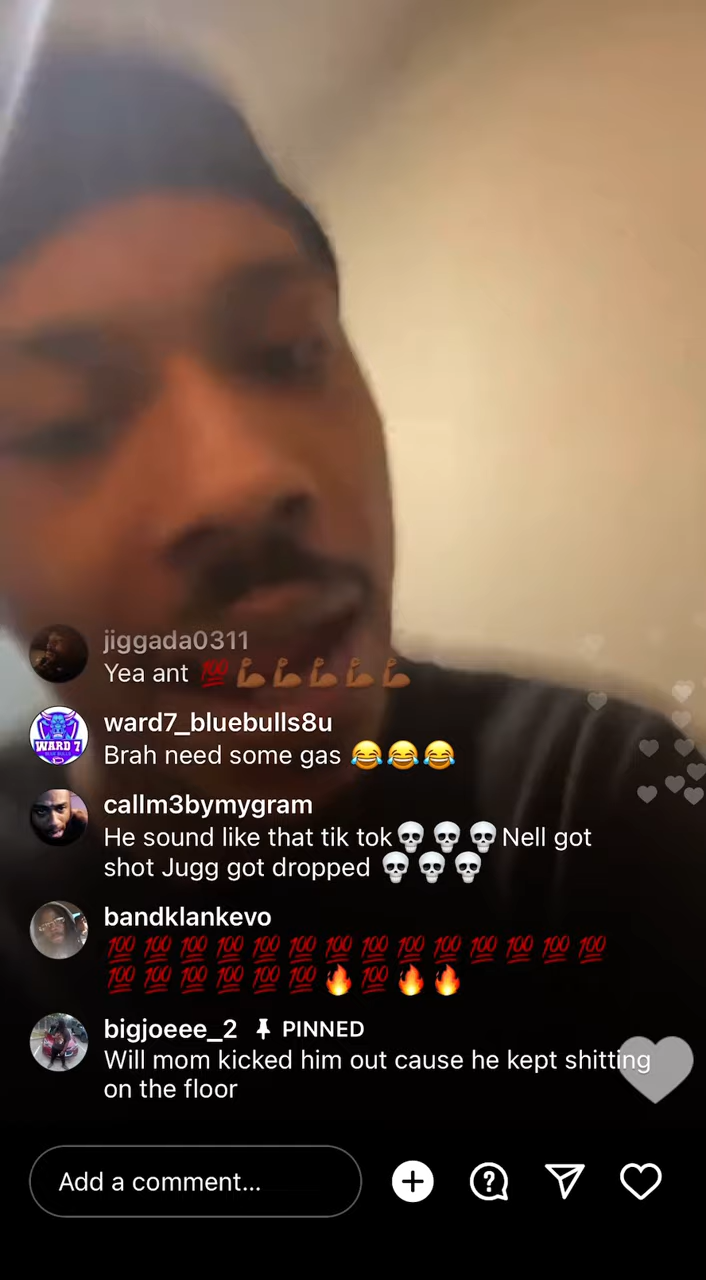 jiggada0311
Yea ant 💯💪🏾💪🏾💪🏾💪🏾💪🏾
ward7_bluebulls8u
WARD 7
Brah need some gas 😂😂😂
callm3bymygram
He sound like that tik tok💀💀💀Nell got
shot Jugg got dropped 💀💀💀
bandklankevo
💯💯💯💯💯💯💯💯💯💯💯💯💯💯
💯💯💯💯💯💯🔥💯🔥🔥
bigjoeee_2 📌 PINNED
Will mom kicked him out cause he kept shitting
on the floor
Add a comment...